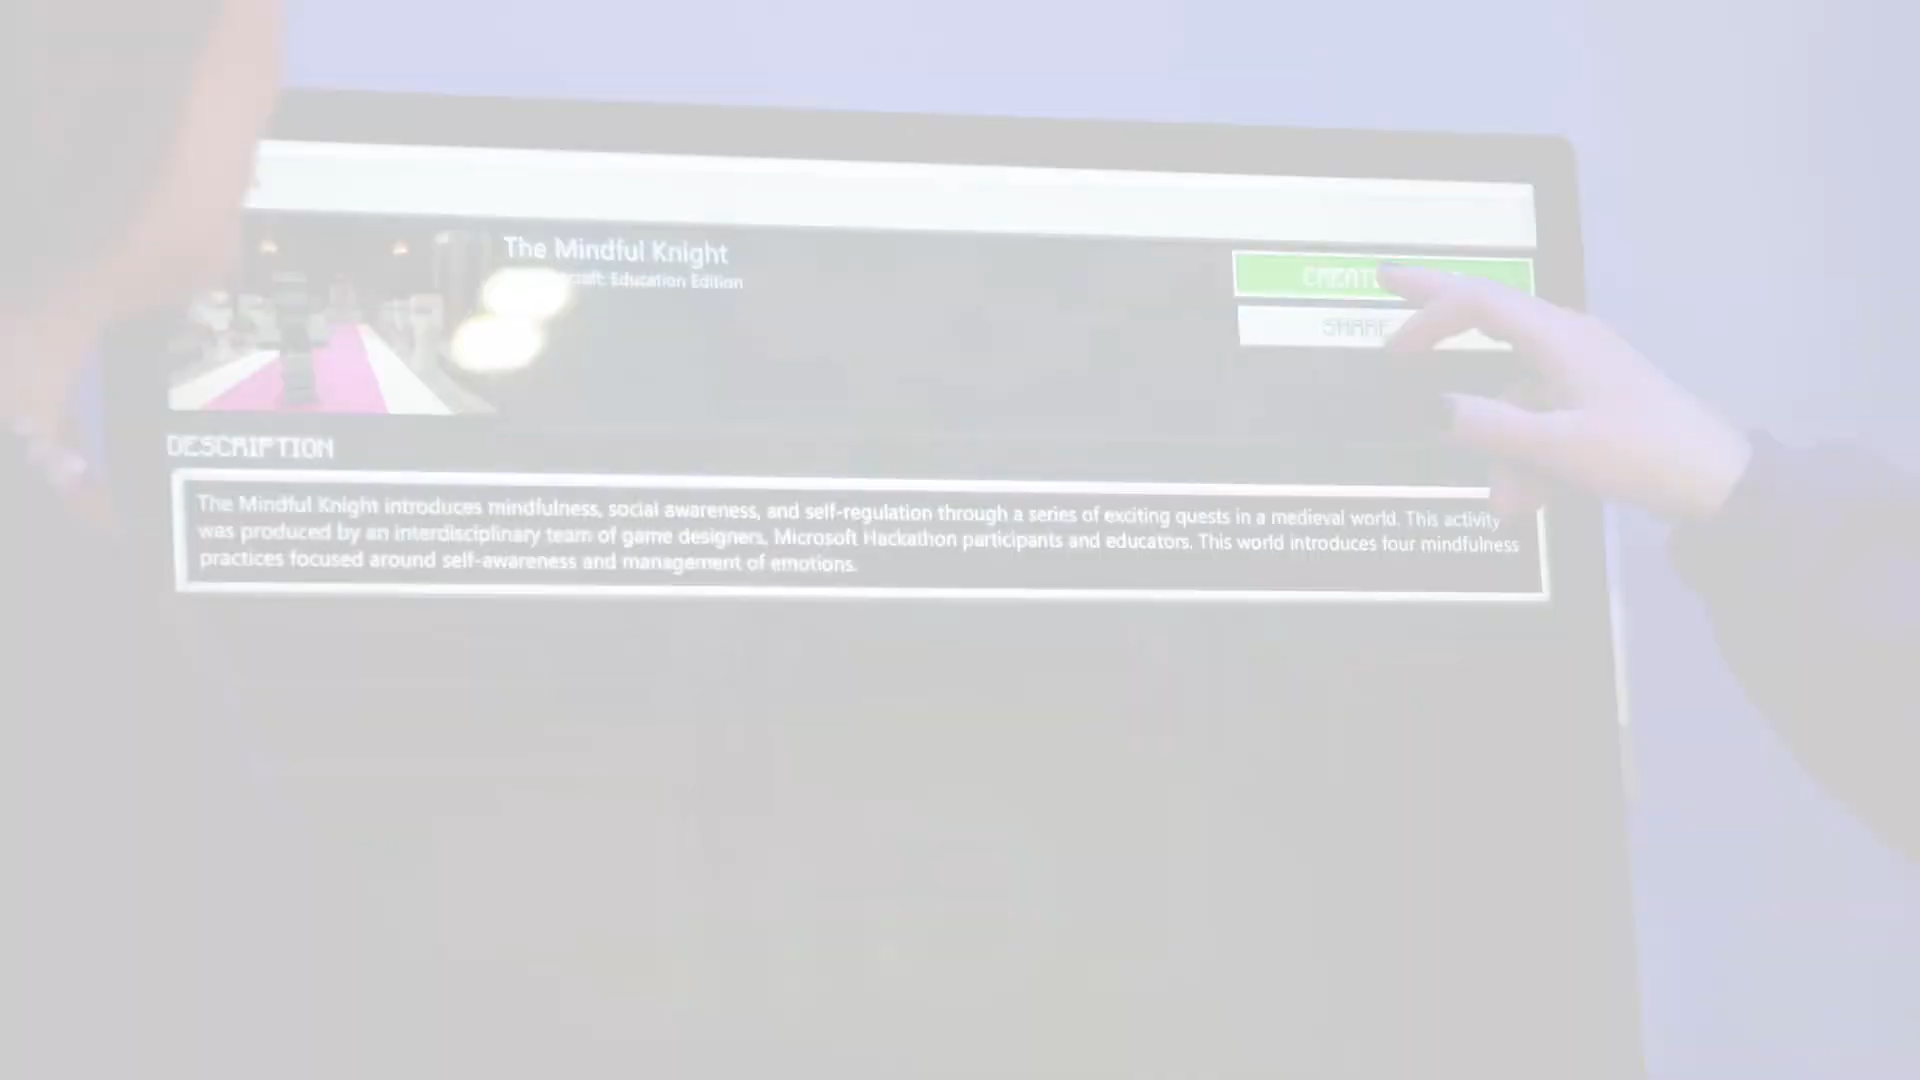 The Mindful Knight
Education Edition
SHARE
DESCRIPTION
The Mindful Knight introduces mindfulness, social awareness, and self-regulation through a series of exciting quests in a medieval world. This activity
was produced by an interdisciplinary team of game designers, Microsoft Hackathon participants and educators. This world introduces four mindfulness
practices focused around self-awareness and management of emotions.